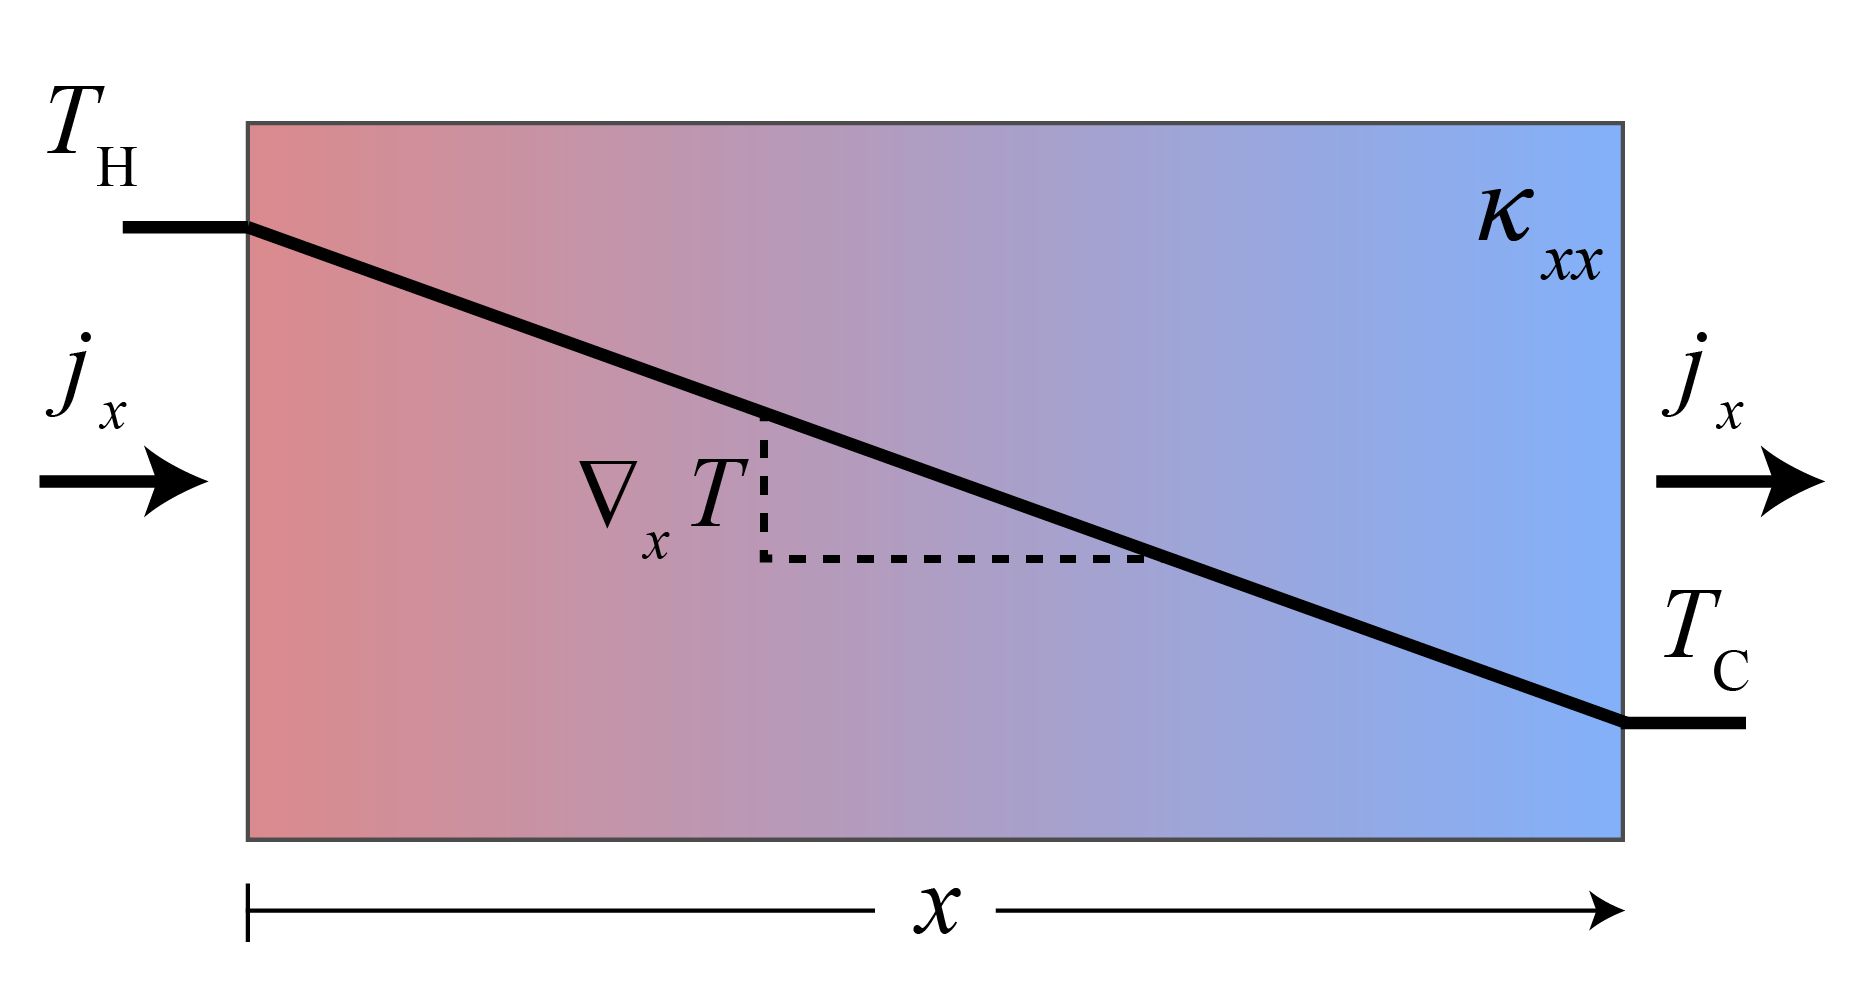 T_H
κ_xx
j_x
j_x
∇_x T
T_C
x